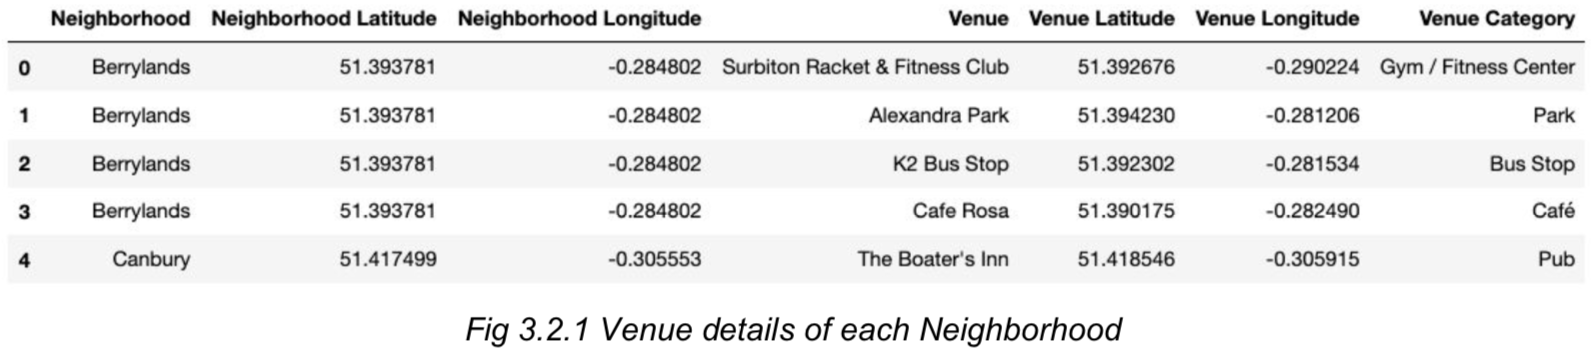 Neighborhood Neighborhood Latitude Neighborhood Longitude Venue Venue Latitude Venue Longitude Venue Category
0 Berrylands 51.393781 -0.284802 Surbiton Racket & Fitness Club 51.392676 -0.290224 Gym / Fitness Center
1 Berrylands 51.393781 -0.284802 Alexandra Park 51.394230 -0.281206 Park
2 Berrylands 51.393781 -0.284802 K2 Bus Stop 51.392302 -0.281534 Bus Stop
3 Berrylands 51.393781 -0.284802 Cafe Rosa 51.390175 -0.282490 Café
4 Canbury 51.417499 -0.305553 The Boater's Inn 51.418546 -0.305915 Pub
Fig 3.2.1 Venue details of each Neighborhood